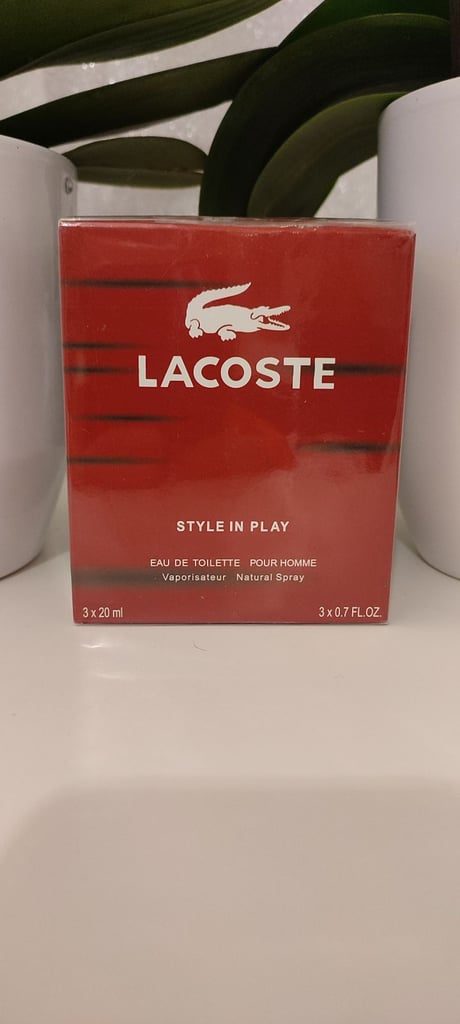 LACOSTE
STYLE IN PLAY
EAU DE TOILETTE POUR HOMME
Vaporisateur Natural Spray
3 x 20 ml 3 x 0.7 FL.OZ.